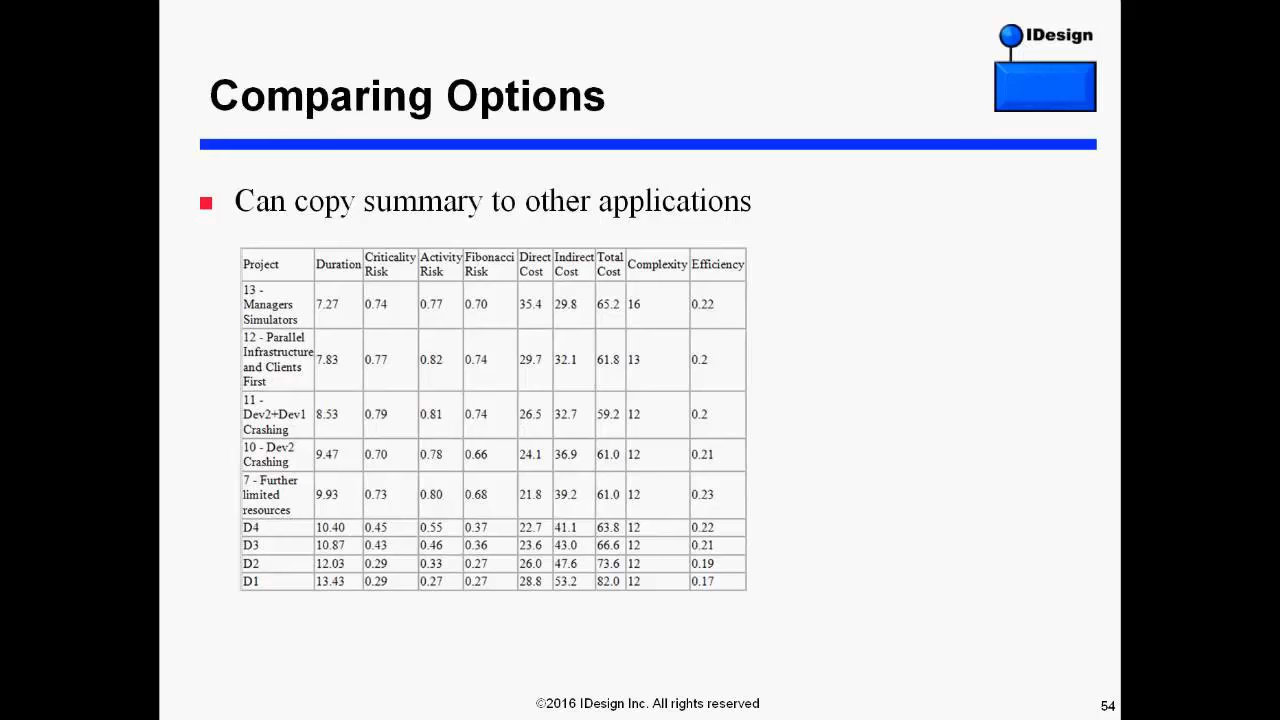 IDesign
Comparing Options
Can copy summary to other applications
Project Duration Criticality Risk Activity Risk Fibonacci Risk Direct Cost Indirect Cost Total Cost Complexity Efficiency
13 - Managers Simulators 7.27 0.74 0.77 0.70 35.4 29.8 65.2 16 0.22
12 - Parallel Infrastructure and Clients First 7.83 0.77 0.82 0.74 29.7 32.1 61.8 13 0.2
11 - Dev2+Dev1 Crashing 8.53 0.79 0.81 0.74 26.5 32.7 59.2 12 0.2
10 - Dev2 Crashing 9.47 0.70 0.78 0.66 24.1 36.9 61.0 12 0.21
7 - Further limited resources 9.93 0.73 0.80 0.68 21.8 39.2 61.0 12 0.23
D4 10.40 0.45 0.55 0.37 22.7 41.1 63.8 12 0.22
D3 10.87 0.43 0.46 0.36 23.6 43.0 66.6 12 0.21
D2 12.03 0.29 0.33 0.27 26.0 47.6 73.6 12 0.19
D1 13.43 0.29 0.27 0.27 28.8 53.2 82.0 12 0.17
©2016 IDesign Inc. All rights reserved
54